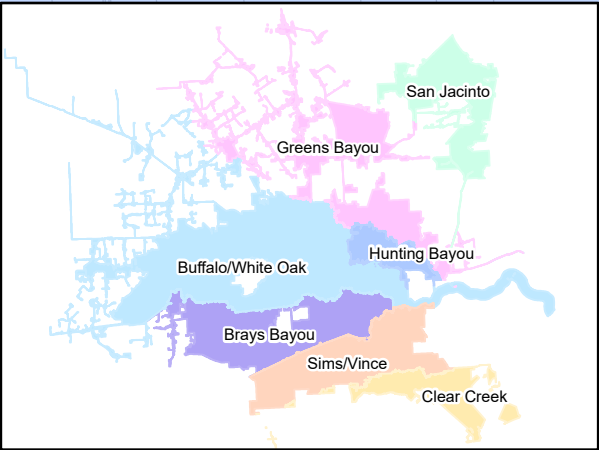 San Jacinto
Greens Bayou
Hunting Bayou
Buffalo/White Oak
Brays Bayou
Sims/Vince
Clear Creek